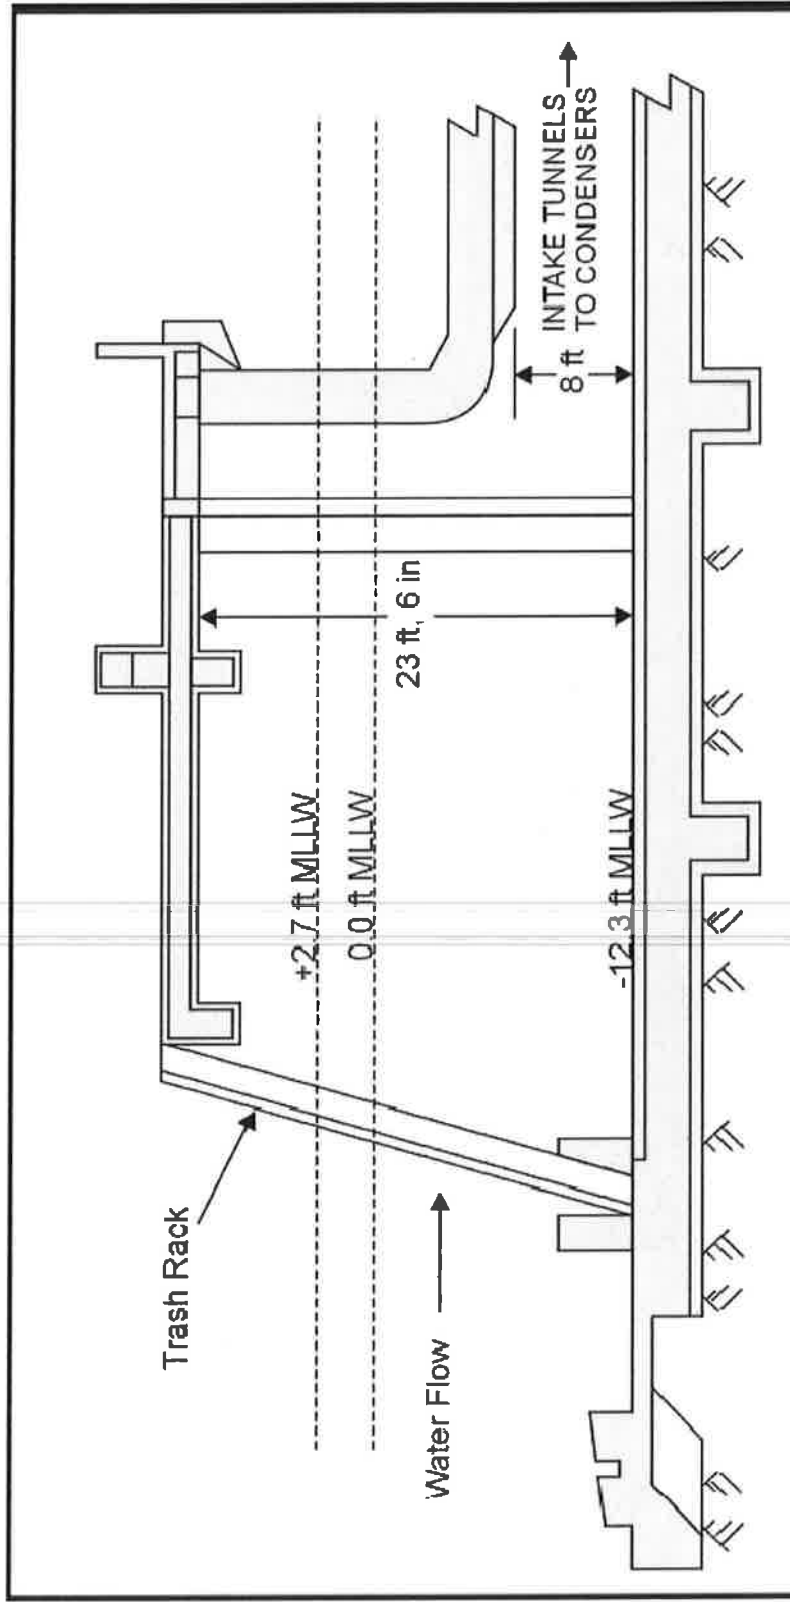 Trash Rack
Water Flow
+2.7 ft MLLW
0.0 ft MLLW
-12.3 ft MLLW
23 ft, 6 in
8 ft
INTAKE TUNNELS
TO CONDENSERS